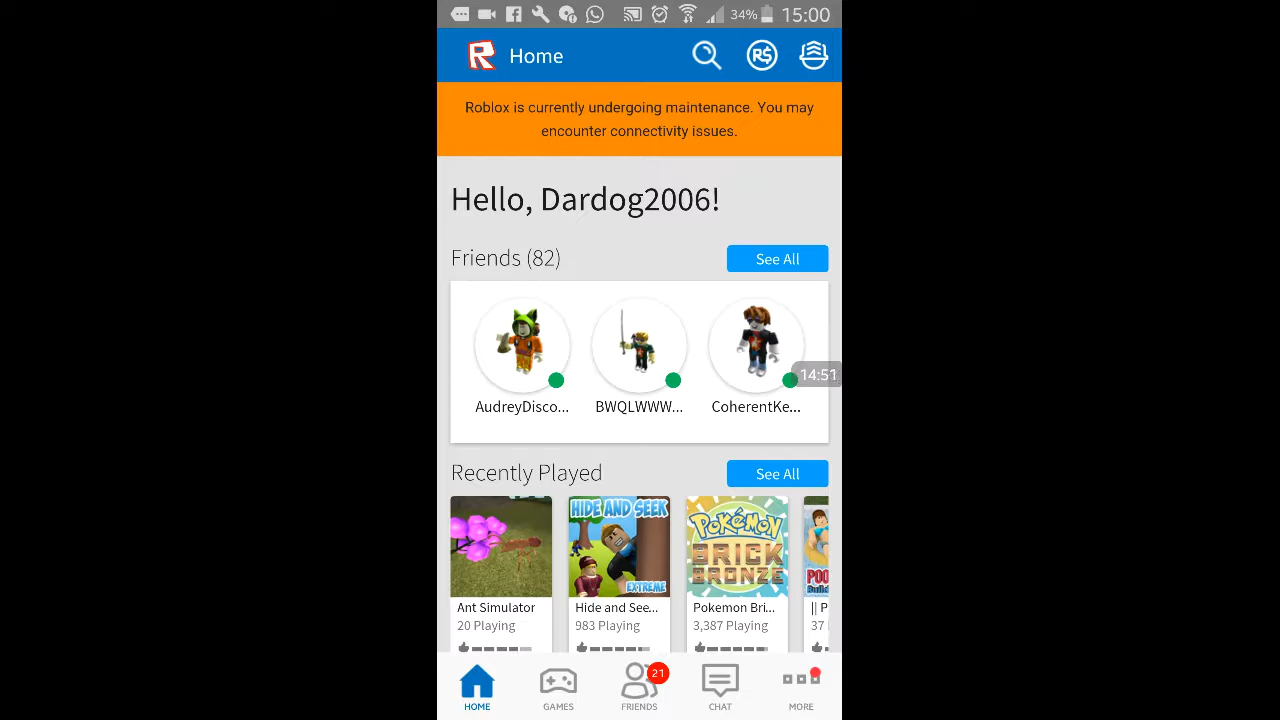 34% 15:00
R Home R$
Roblox is currently undergoing maintenance. You may
encounter connectivity issues.
Hello, Dardog2006!
Friends (82) See All
14:51
AudreyDisco... BWQLWWW... CoherentKe...
Recently Played See All
HIDE AND SEEK
EXTREME
POKéMON
BRICK
BRONZE
POO
Build
Ant Simulator Hide and See... Pokemon Bri... || P
20 Playing 983 Playing 3,387 Playing 37
21
HOME GAMES FRIENDS CHAT MORE